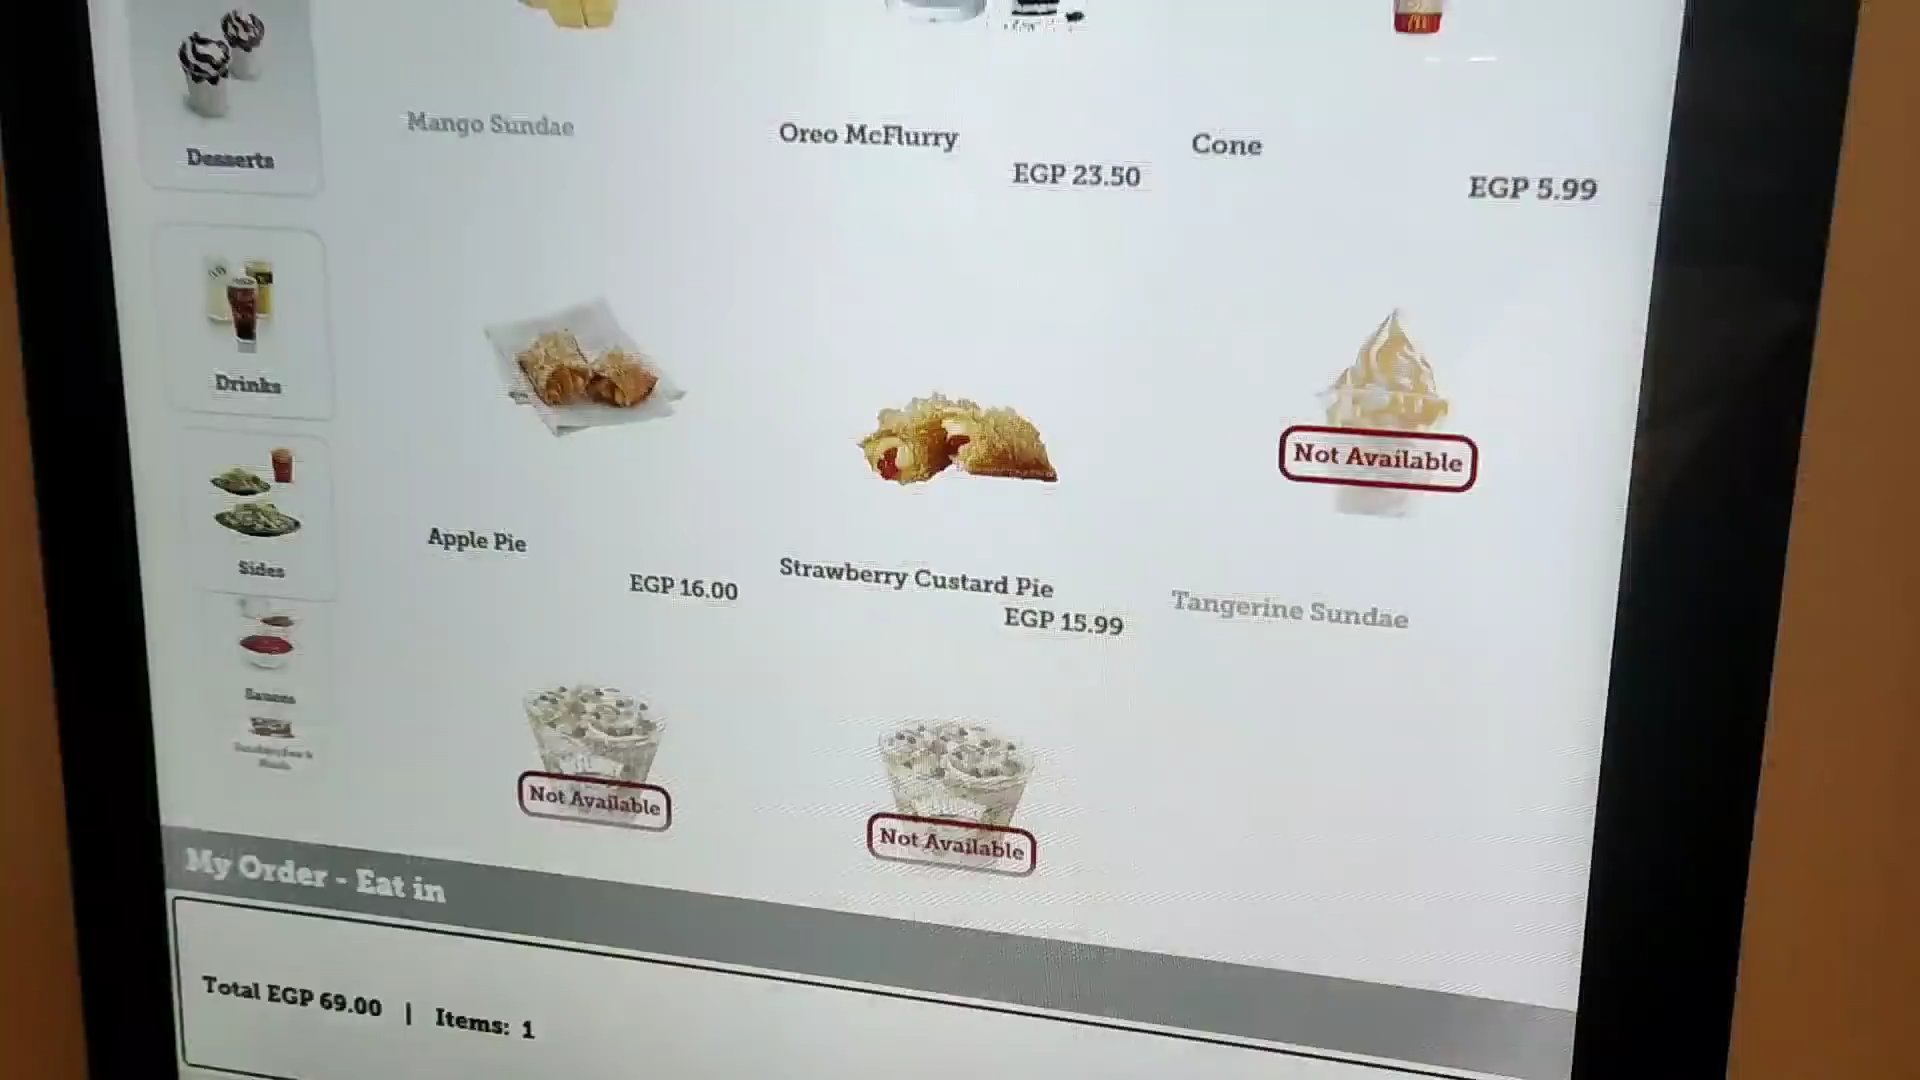 Mango Sundae
Oreo McFlurry
EGP 23.50
Cone
EGP 5.99
Desserts
Drinks
Sides
Sauces
Apple Pie
EGP 16.00
Strawberry Custard Pie
EGP 15.99
Not Available
Tangerine Sundae
Not Available
Not Available
My Order - Eat in
Total EGP 69.00 | Items: 1